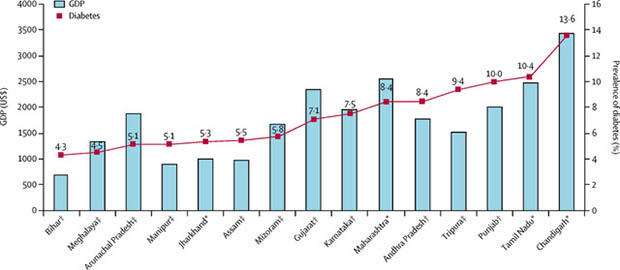 GDP
Diabetes
GDP (US$)
4000
3500
3000
2500
2000
1500
1000
500
0
Prevalence of diabetes (%)
16
14
12
10
8
6
4
2
0
4·3
4·5
5·1
5·1
5·3
5·5
5·8
7·1
7·5
8·4
8·4
9·4
10·0
10·4
13·6
Bihar†
Meghalaya‡
Arunachal Pradesh‡
Manipur‡
Jharkhand*
Assam‡
Mizoram‡
Gujarat†
Karnataka†
Maharashtra*
Andhra Pradesh†
Tripura‡
Punjab†
Tamil Nadu*
Chandigarh*